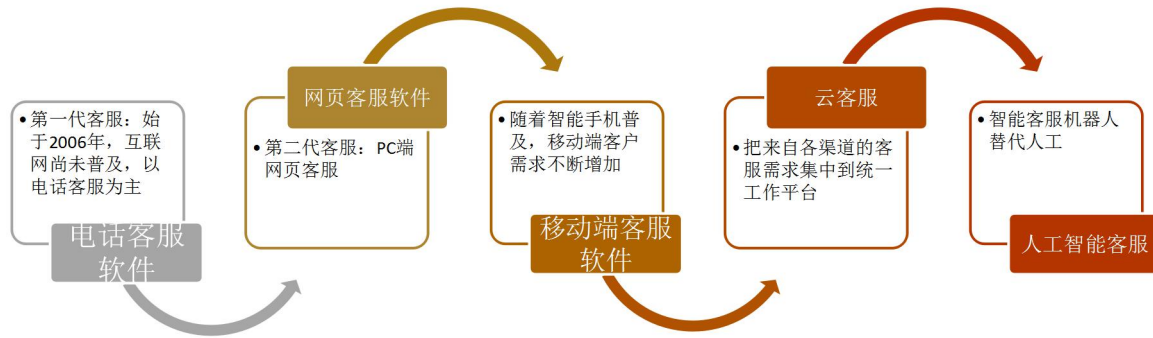 • 第一代客服：始
于2006年，互联
网尚未普及，以
电话客服为主
电话客服
软件
网页客服软件
• 第二代客服：PC端
网页客服
• 随着智能手机普
及，移动端客户
需求不断增加
移动端客服
软件
云客服
• 把来自各渠道的客
服需求集中到统一
工作平台
• 智能客服机器人
替代人工
人工智能客服